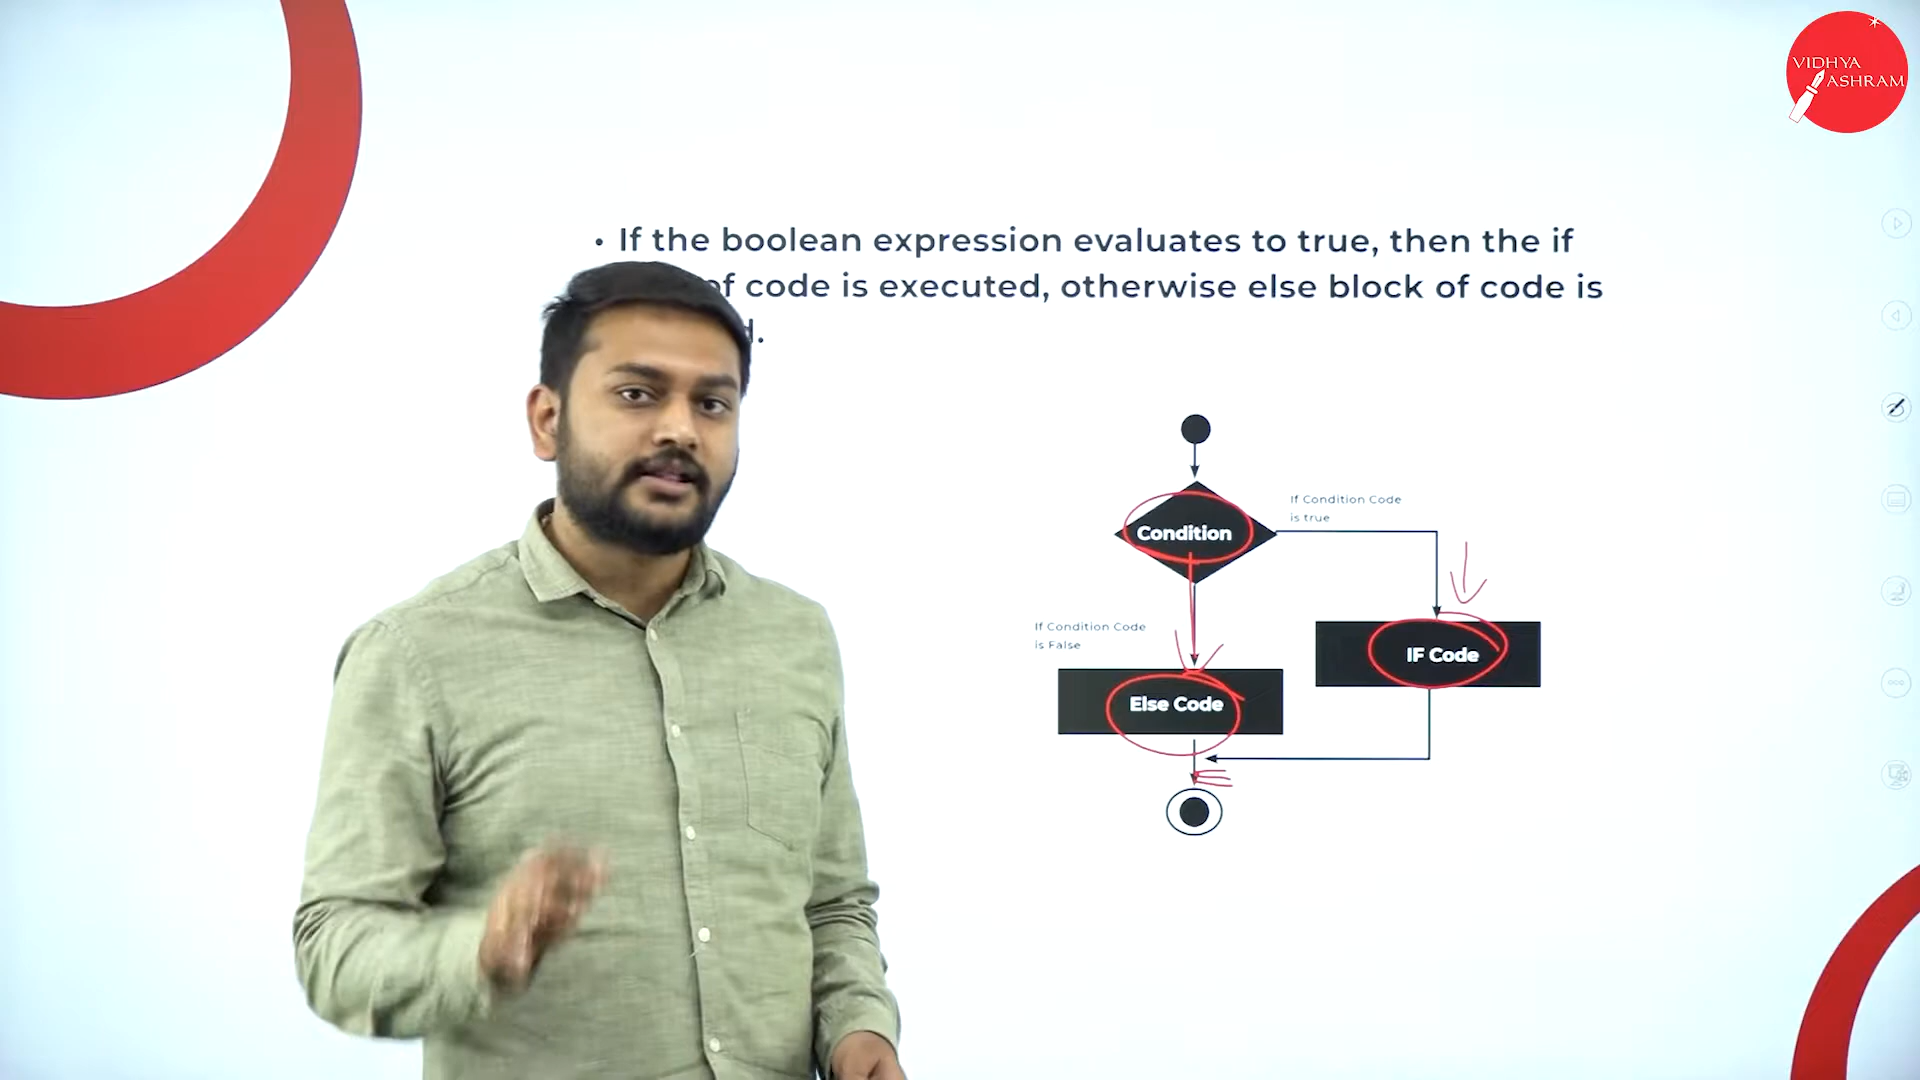 VIDHYA
ASHRAM
• If the boolean expression evaluates to true, then the if
of code is executed, otherwise else block of code is
If Condition Code
is true
Condition
If Condition Code
is False
IF Code
Else Code